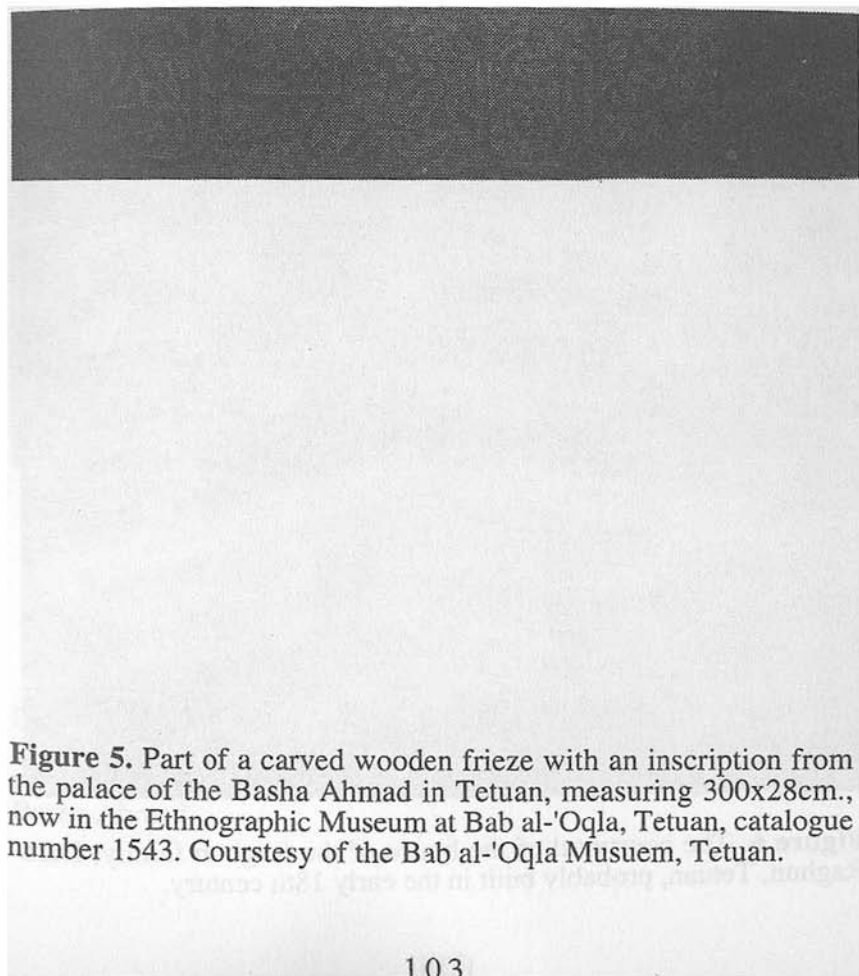 Figure 5. Part of a carved wooden frieze with an inscription from
the palace of the Basha Ahmad in Tetuan, measuring 300x28cm.,
now in the Ethnographic Museum at Bab al-'Oqla, Tetuan, catalogue
number 1543. Courstesy of the Bab al-'Oqla Musuem, Tetuan.
103